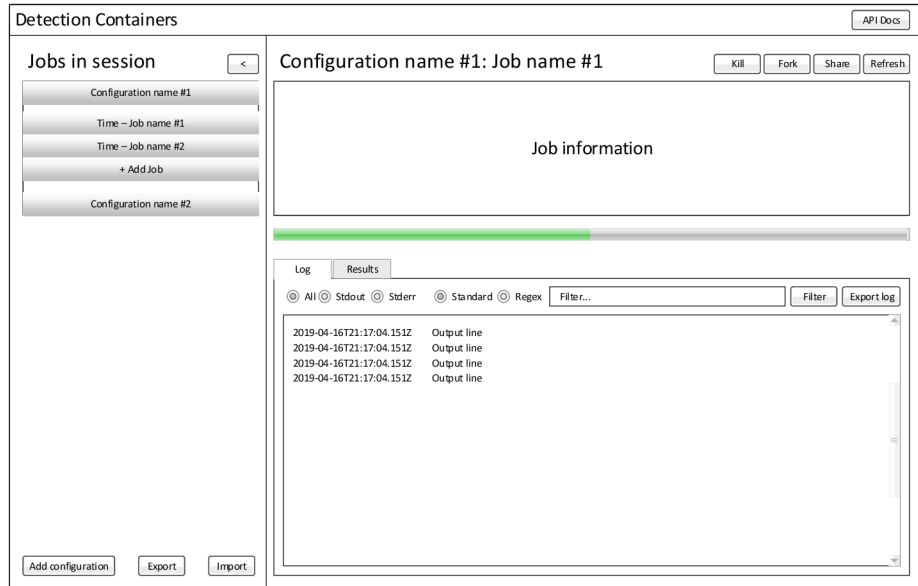 Detection Containers
API Docs
Jobs in session
<
Configuration name #1
Time – Job name #1
Time – Job name #2
+ Add Job
Configuration name #2
Add configuration
Export
Import
Configuration name #1: Job name #1
Kill
Fork
Share
Refresh
Job information
Log
Results
All Stdout Stderr Standard Regex Filter... Filter Export log
2019-04-16T21:17:04.151Z Output line
2019-04-16T21:17:04.151Z Output line
2019-04-16T21:17:04.151Z Output line
2019-04-16T21:17:04.151Z Output line